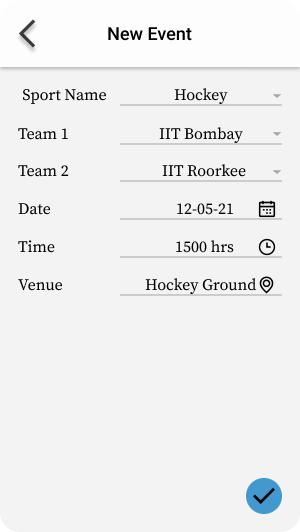 New Event
Sport Name Hockey
Team 1 IIT Bombay
Team 2 IIT Roorkee
Date 12-05-21
Time 1500 hrs
Venue Hockey Ground